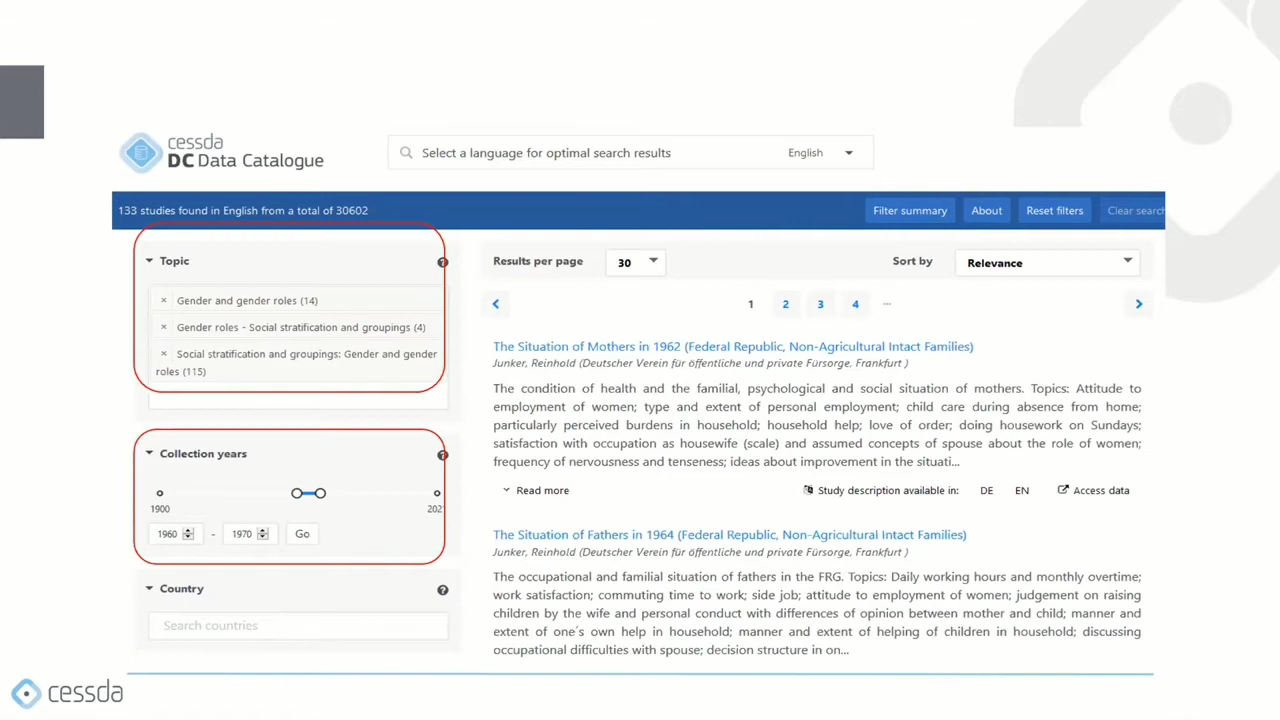 cessda
DC Data Catalogue
Select a language for optimal search results
English
133 studies found in English from a total of 30602
Filter summary
About
Reset filters
Clear search
Topic
× Gender and gender roles (14)
× Gender roles - Social stratification and groupings (4)
× Social stratification and groupings: Gender and gender
roles (115)
Collection years
1900
202
1960 - 1970 Go
Country
Search countries
Results per page 30
Sort by Relevance
1 2 3 4 ...
The Situation of Mothers in 1962 (Federal Republic, Non-Agricultural Intact Families)
Junker, Reinhold (Deutscher Verein für öffentliche und private Fürsorge, Frankfurt )
The condition of health and the familial, psychological and social situation of mothers. Topics: Attitude to
employment of women; type and extent of personal employment; child care during absence from home;
particularly perceived burdens in household; household help; love of order; doing housework on Sundays;
satisfaction with occupation as housewife (scale) and assumed concepts of spouse about the role of women;
frequency of nervousness and tenseness; ideas about improvement in the situati...
Read more
Study description available in: DE EN
Access data
The Situation of Fathers in 1964 (Federal Republic, Non-Agricultural Intact Families)
Junker, Reinhold (Deutscher Verein für öffentliche und private Fürsorge, Frankfurt )
The occupational and familial situation of fathers in the FRG. Topics: Daily working hours and monthly overtime;
work satisfaction; commuting time to work; side job; attitude to employment of women; judgement on raising
children by the wife and personal conduct with differences of opinion between mother and child; manner and
extent of one´s own help in household; manner and extent of helping of children in household; discussing
occupational difficulties with spouse; decision structure in on...
cessda